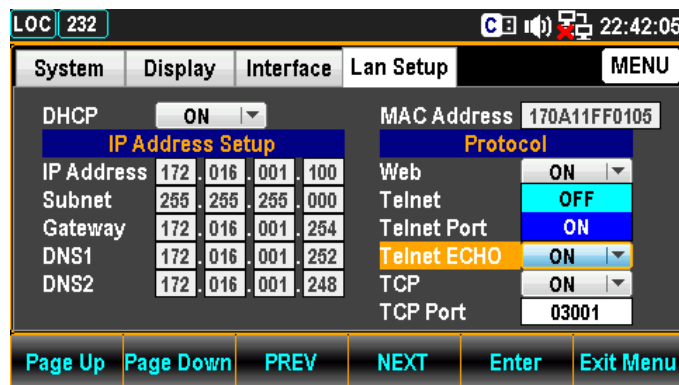 LOC 232 C 22:42:05
System Display Interface Lan Setup MENU
DHCP ON MAC Address 170A11FF0105
IP Address Setup Protocol
IP Address 172 . 016 . 001 . 100 Web ON
Subnet 255 . 255 . 255 . 000 Telnet OFF
Gateway 172 . 016 . 001 . 254 Telnet Port ON
DNS1 172 . 016 . 001 . 252 Telnet ECHO ON
DNS2 172 . 016 . 001 . 248 TCP ON
TCP Port 03001
Page Up Page Down PREV NEXT Enter Exit Menu